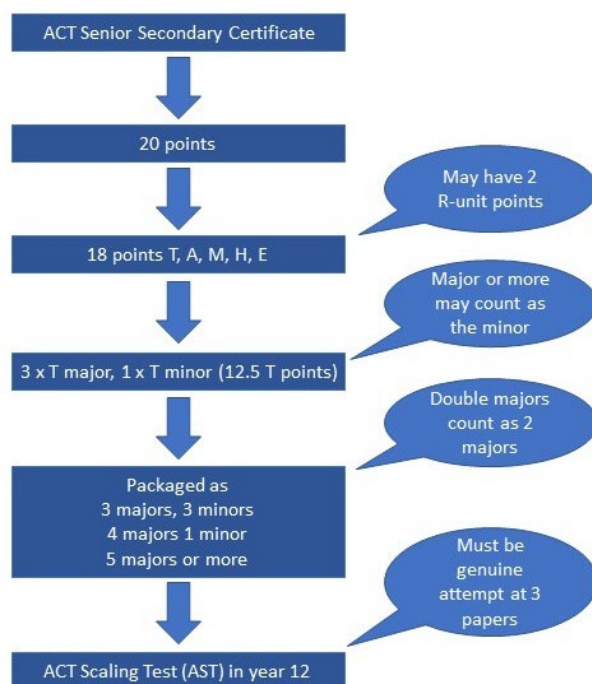 ACT Senior Secondary Certificate
20 points
May have 2
R-unit points
18 points T, A, M, H, E
Major or more
may count as
the minor
3 x T major, 1 x T minor (12.5 T points)
Double majors
count as 2
majors
Packaged as
3 majors, 3 minors
4 majors 1 minor
5 majors or more
Must be
genuine
attempt at 3
papers
ACT Scaling Test (AST) in year 12